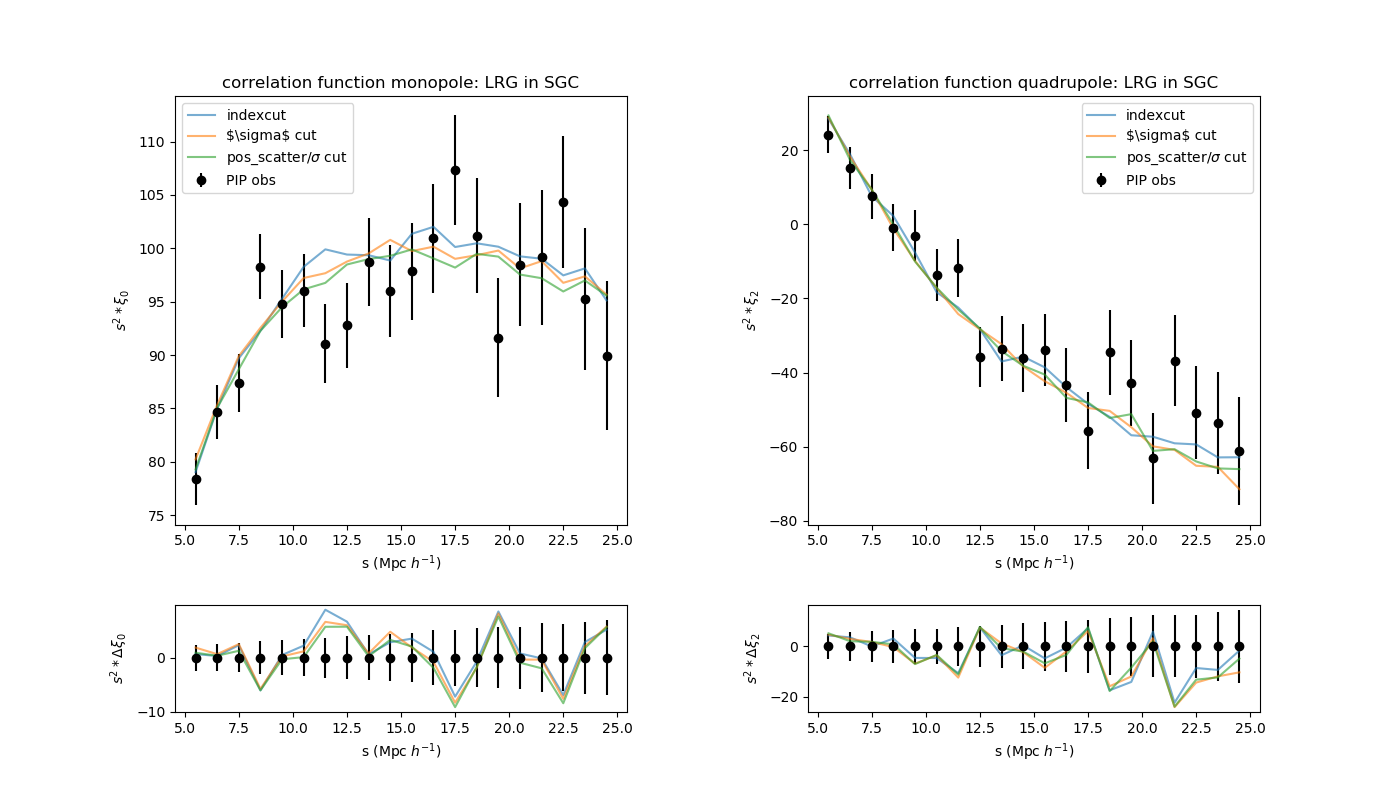 correlation function monopole: LRG in SGC
indexcut
$\sigma$ cut
pos_scatter/σ cut
PIP obs
s² * ξ₀
110
105
100
95
90
85
80
75
5.0 7.5 10.0 12.5 15.0 17.5 20.0 22.5 25.0
s (Mpc h⁻¹)
correlation function quadrupole: LRG in SGC
indexcut
$\sigma$ cut
pos_scatter/σ cut
PIP obs
s² * ξ₂
20
0
−20
−40
−60
−80
5.0 7.5 10.0 12.5 15.0 17.5 20.0 22.5 25.0
s (Mpc h⁻¹)
s² * Δξ₀
0
−10
5.0 7.5 10.0 12.5 15.0 17.5 20.0 22.5 25.0
s (Mpc h⁻¹)
s² * Δξ₂
0
−20
5.0 7.5 10.0 12.5 15.0 17.5 20.0 22.5 25.0
s (Mpc h⁻¹)